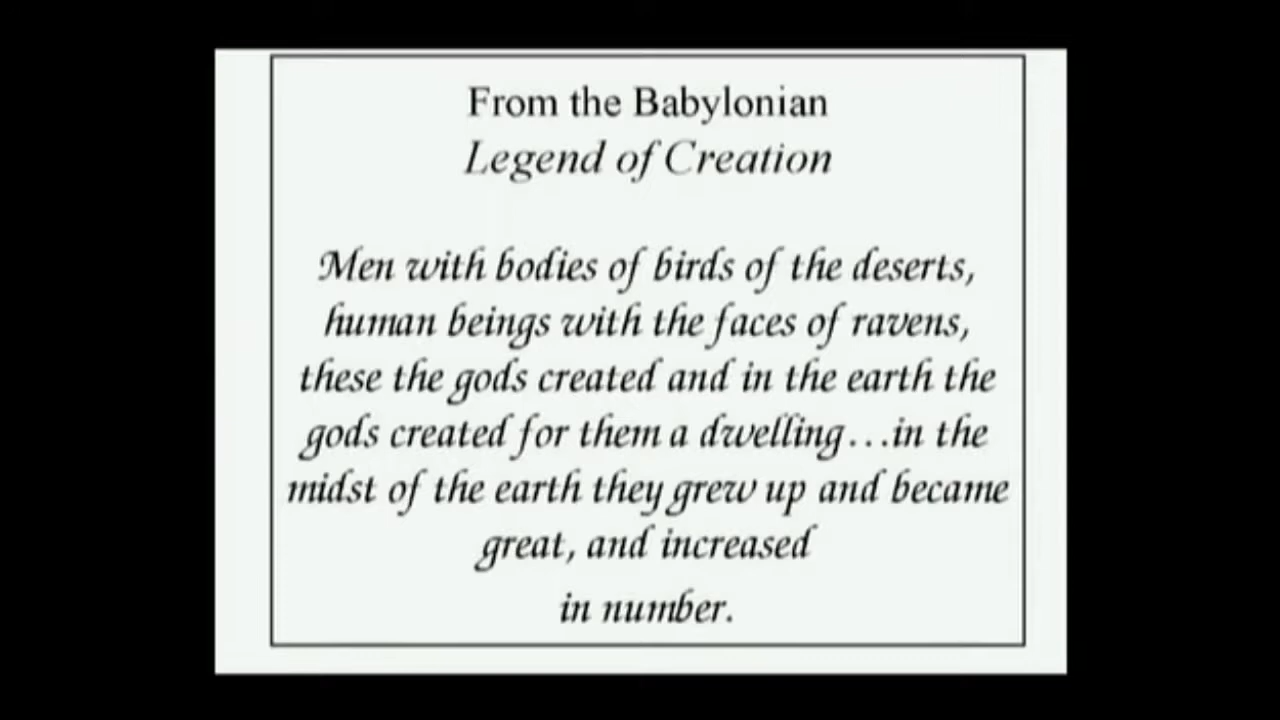 From the Babylonian
Legend of Creation
Men with bodies of birds of the deserts,
human beings with the faces of ravens,
these the gods created and in the earth the
gods created for them a dwelling...in the
midst of the earth they grew up and became
great, and increased
in number.